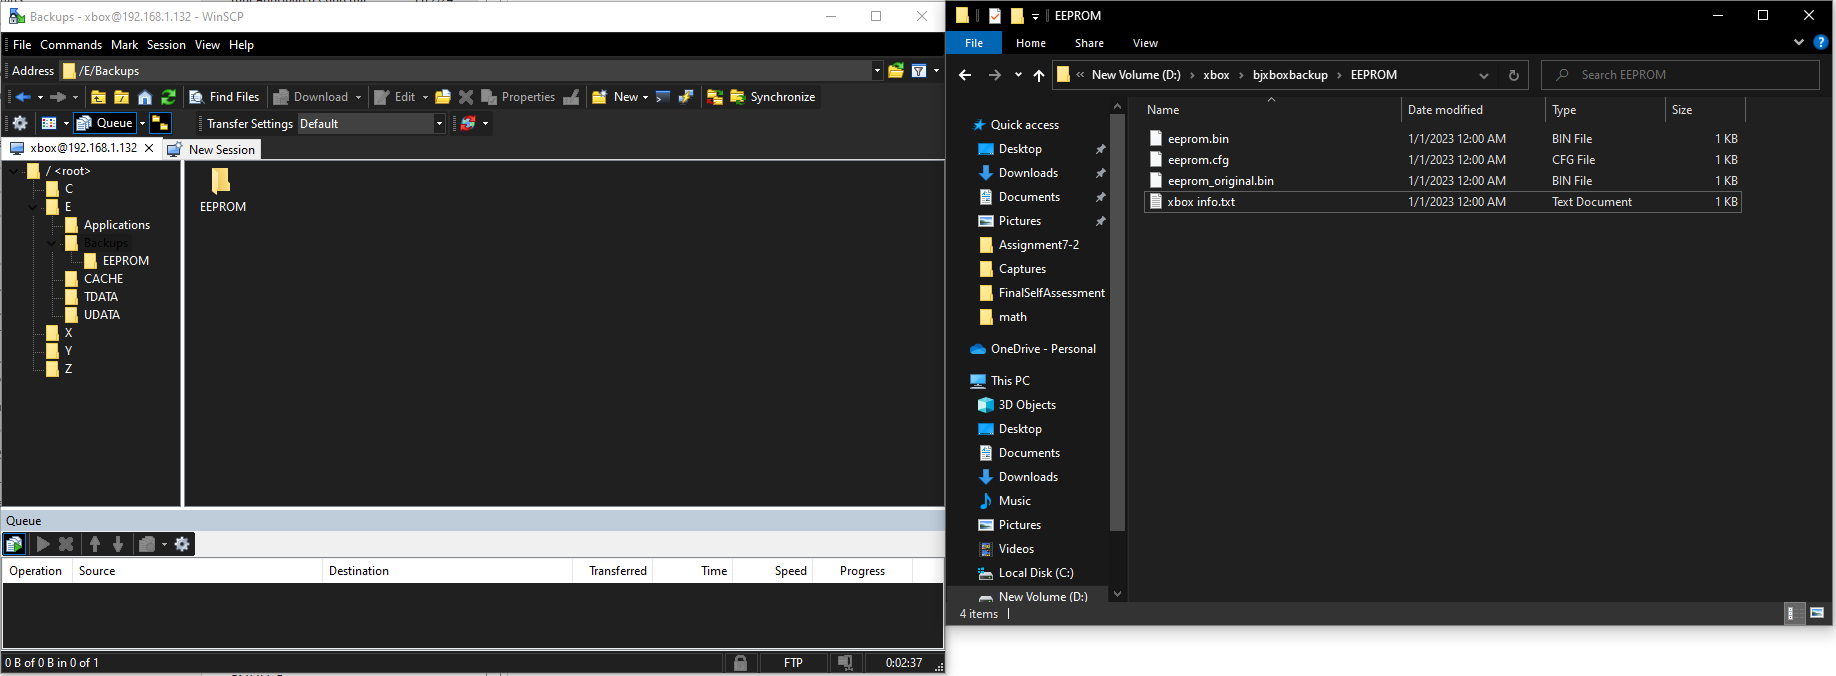 Backups - xbox@192.168.1.132 - WinSCP
File Commands Mark Session View Help
Address /E/Backups
Find Files Download Edit Properties New Synchronize
Queue Transfer Settings Default
xbox@192.168.1.132 New Session
/ <root>
C
E
Applications
Backups
EEPROM
CACHE
TDATA
UDATA
X
Y
Z
EEPROM
Queue
Operation Source Destination Transferred Time Speed Progress
0 B of 0 B in 0 of 1 FTP 0:02:37
EEPROM
File Home Share View
« New Volume (D:) › xbox › bjxboxbackup › EEPROM Search EEPROM
Quick access
Desktop
Downloads
Documents
Pictures
Assignment7-2
Captures
FinalSelfAssessment
math
OneDrive - Personal
This PC
3D Objects
Desktop
Documents
Downloads
Music
Pictures
Videos
Local Disk (C:)
New Volume (D:)
Name Date modified Type Size
eeprom.bin 1/1/2023 12:00 AM BIN File 1 KB
eeprom.cfg 1/1/2023 12:00 AM CFG File 1 KB
eeprom_original.bin 1/1/2023 12:00 AM BIN File 1 KB
xbox info.txt 1/1/2023 12:00 AM Text Document 1 KB
4 items